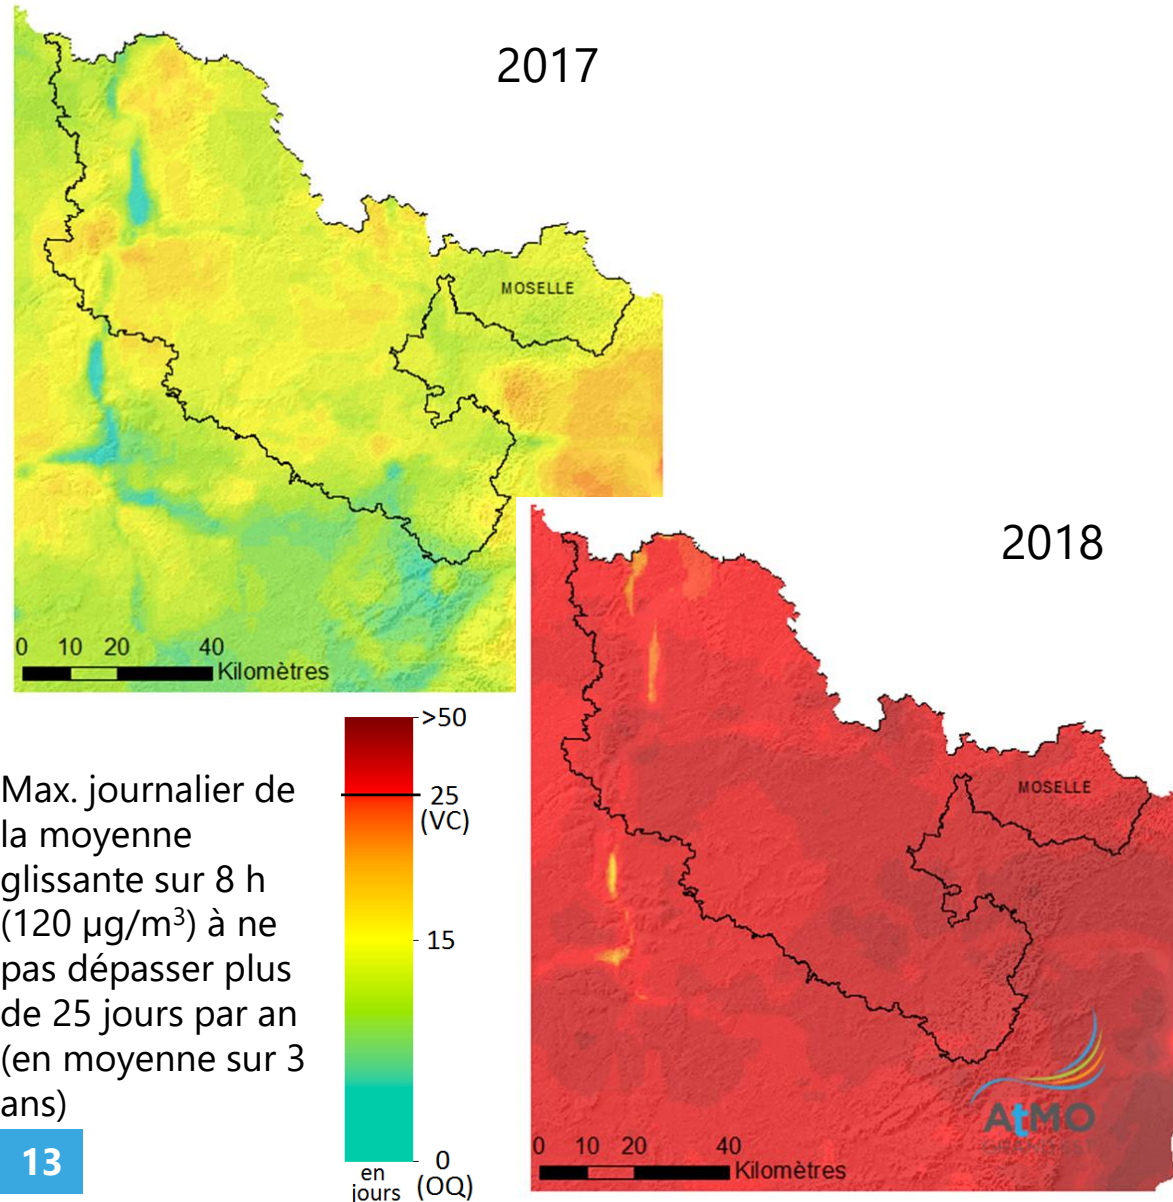 2017
MOSELLE
0 10 20 40
Kilomètres
2018
MOSELLE
0 10 20 40
Kilomètres
AtMO
GRAND EST
Max. journalier de
la moyenne
glissante sur 8 h
(120 µg/m³) à ne
pas dépasser plus
de 25 jours par an
(en moyenne sur 3
ans)
13
>50
25
(VC)
15
0
(OQ)
en
jours